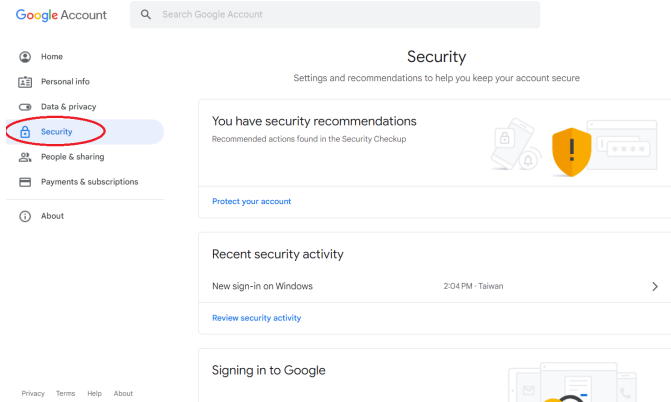 Google Account
Search Google Account
Home
Personal info
Data & privacy
Security
People & sharing
Payments & subscriptions
About
Privacy Terms Help About
Security
Settings and recommendations to help you keep your account secure
You have security recommendations
Recommended actions found in the Security Checkup
Protect your account
Recent security activity
New sign-in on Windows 2:04 PM · Taiwan
Review security activity
Signing in to Google